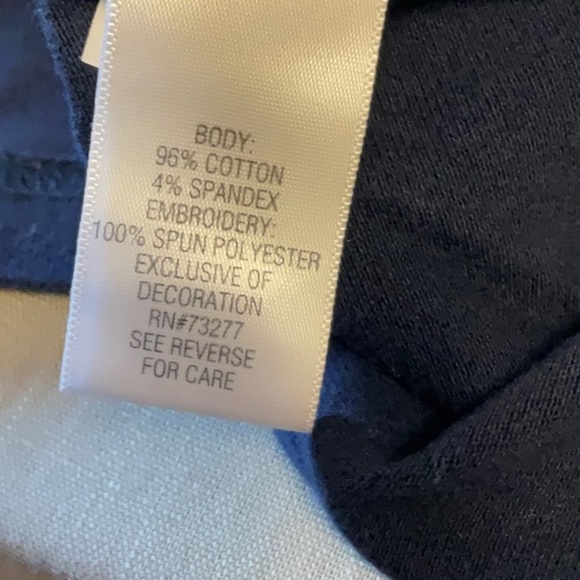 BODY:
96% COTTON
4% SPANDEX
EMBROIDERY:
100% SPUN POLYESTER
EXCLUSIVE OF
DECORATION
RN#73277
SEE REVERSE
FOR CARE